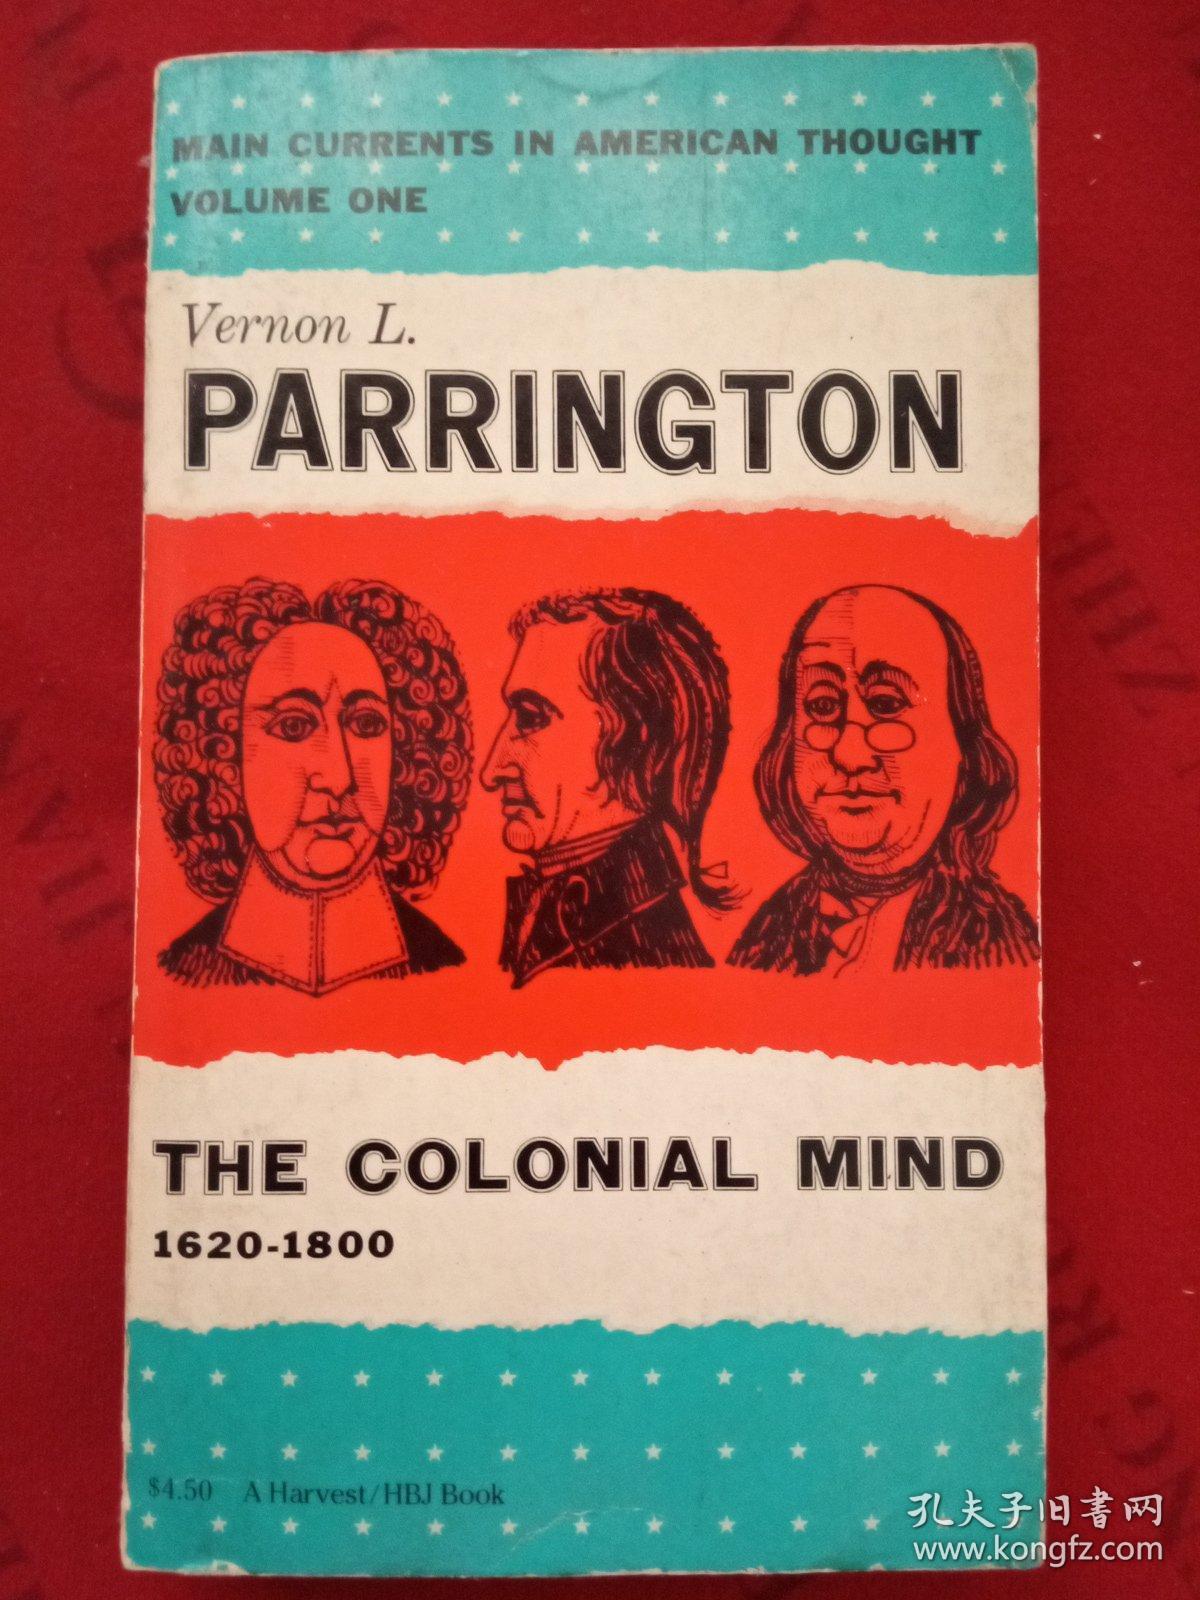 MAIN CURRENTS IN AMERICAN THOUGHT
VOLUME ONE
Vernon L.
PARRINGTON
THE COLONIAL MIND
1620-1800
$4.50 A Harvest/HBJ Book
孔夫子旧书网
www.kongfz.com